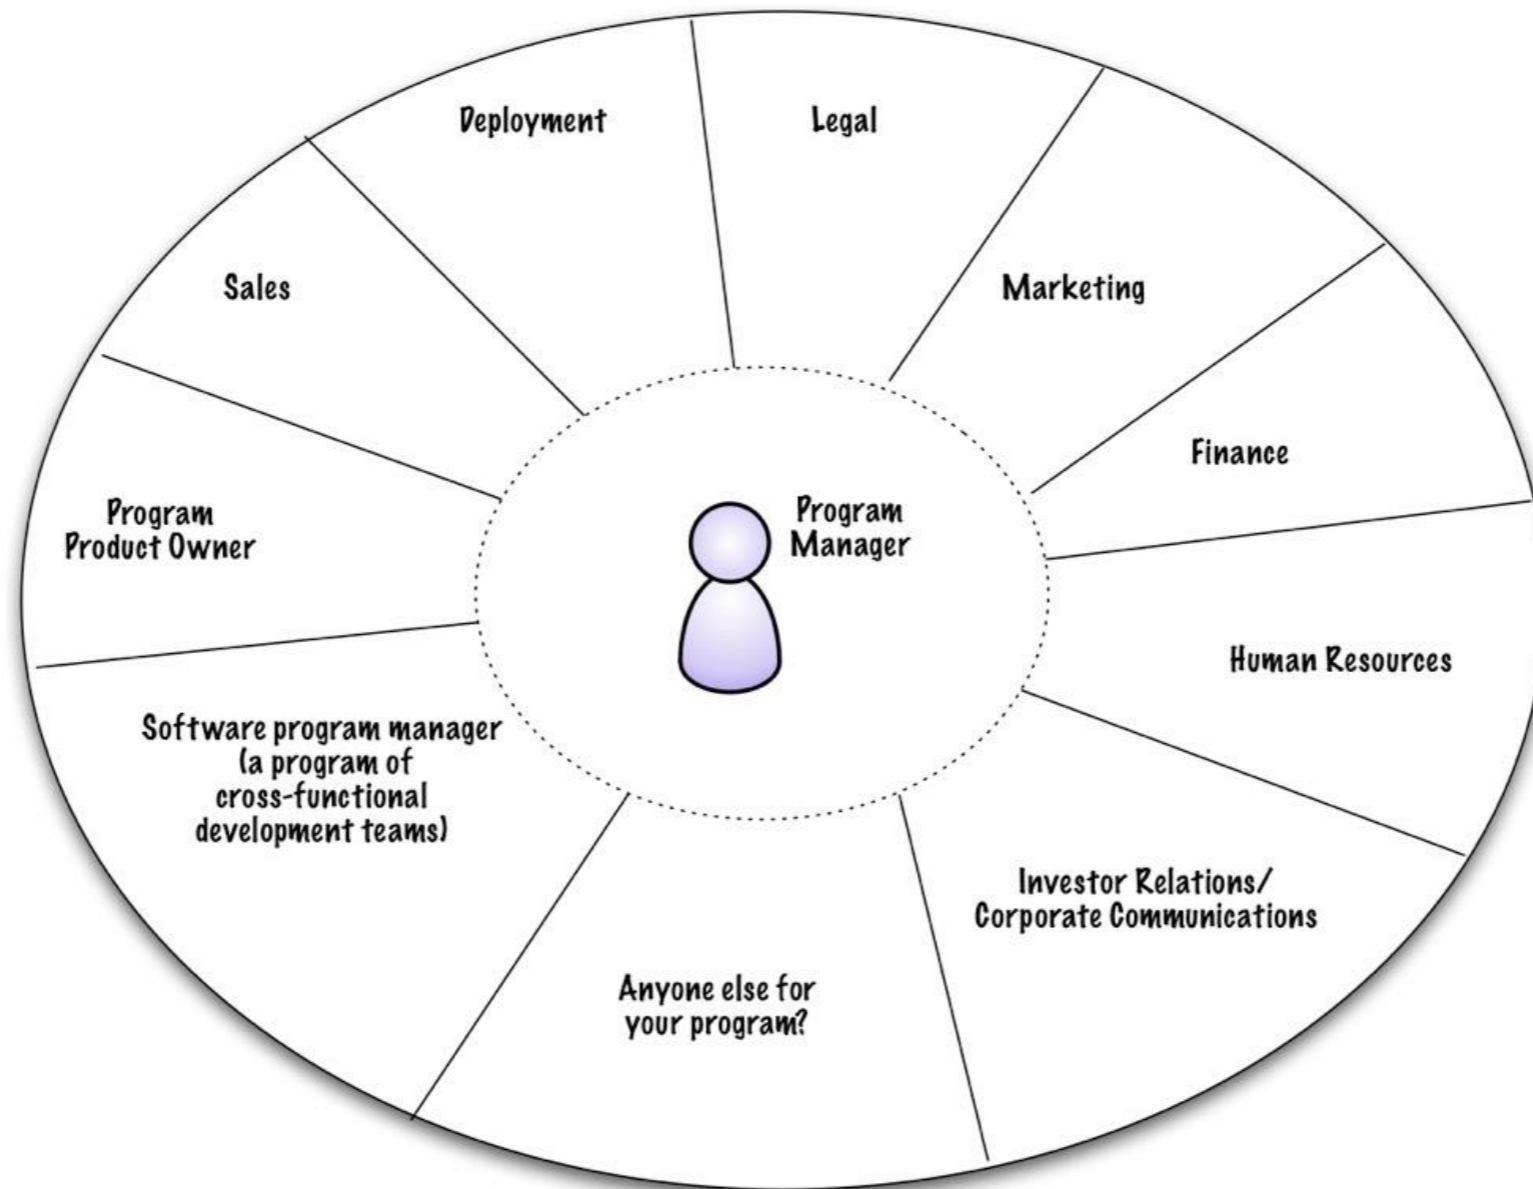 Deployment
Legal
Sales
Marketing
Finance
Program
Product Owner
Program
Manager
Human Resources
Software program manager
(a program of
cross-functional
development teams)
Investor Relations/
Corporate Communications
Anyone else for
your program?